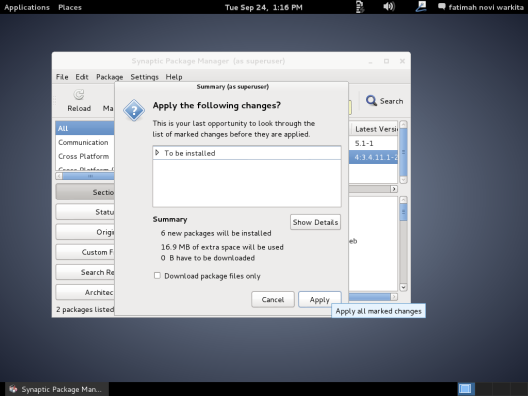 Applications Places Tue Sep 24, 1:16 PM fatimah novi warkita
Synaptic Package Manager (as superuser)
File Edit Package Settings Help
Summary (as superuser)
Reload Ma
Search
Apply the following changes?
This is your last opportunity to look through the
list of marked changes before they are applied.
All
Communication
Cross Platform
Latest Versi
5.1-1
4:3.4.11.1-2
To be installed
Sectio
Statu
Origi
Custom F
Search Re
Architec
Summary
Show Details
6 new packages will be installed
16.9 MB of extra space will be used
0 B have to be downloaded
eb
Download package files only
Cancel Apply
Apply all marked changes
2 packages listed
Synaptic Package Man...